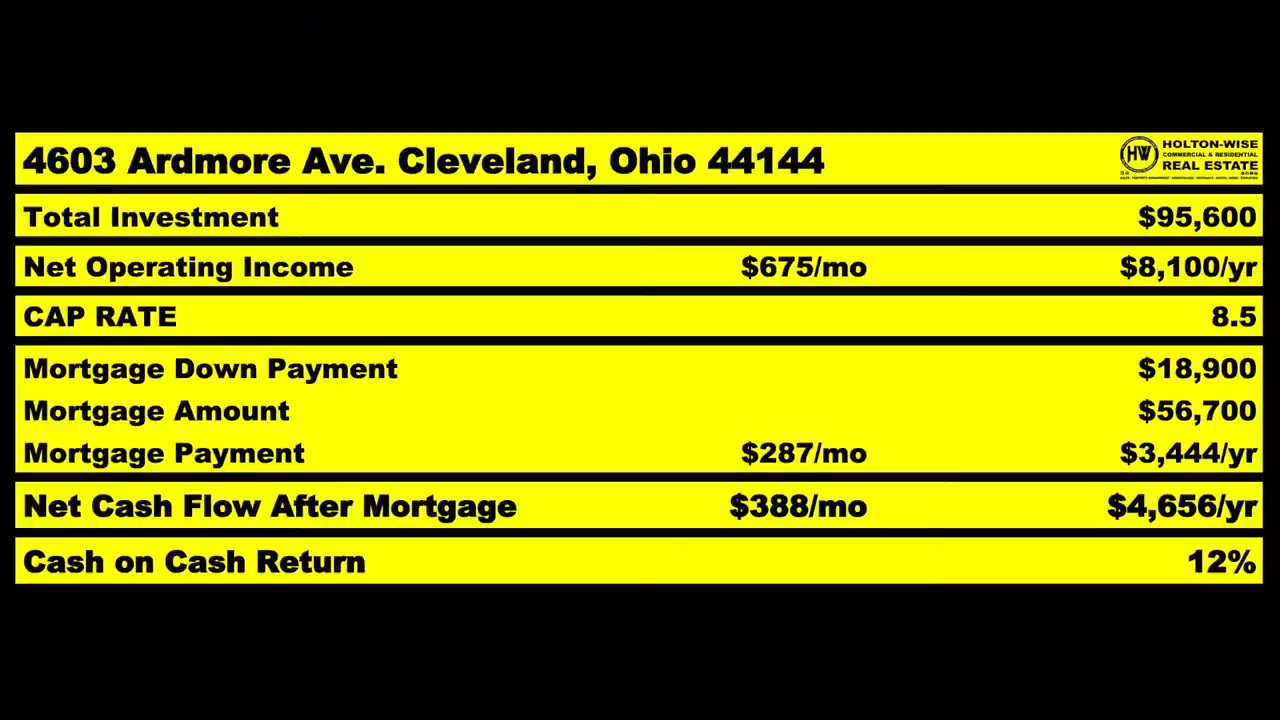 4603 Ardmore Ave. Cleveland, Ohio 44144
HW
HOLTON-WISE
COMMERCIAL & RESIDENTIAL
REAL ESTATE
Total Investment $95,600
Net Operating Income $675/mo $8,100/yr
CAP RATE 8.5
Mortgage Down Payment $18,900
Mortgage Amount $56,700
Mortgage Payment $287/mo $3,444/yr
Net Cash Flow After Mortgage $388/mo $4,656/yr
Cash on Cash Return 12%